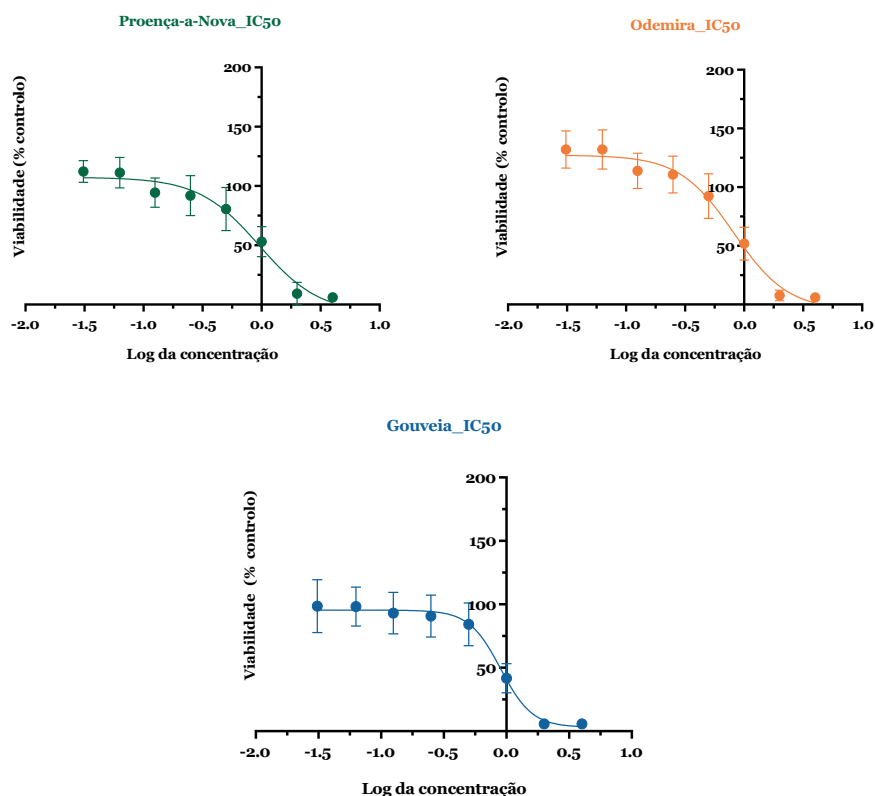 Proença-a-Nova_IC50
Viabilidade (% controlo)
200
150
100
50
-2.0 -1.5 -1.0 -0.5 0.0 0.5 1.0
Log da concentração
Odemira_IC50
Viabilidade (% controlo)
200
150
100
50
-2.0 -1.5 -1.0 -0.5 0.0 0.5 1.0
Log da concentração
Gouveia_IC50
Viabilidade (% controlo)
200
150
100
50
-2.0 -1.5 -1.0 -0.5 0.0 0.5 1.0
Log da concentração